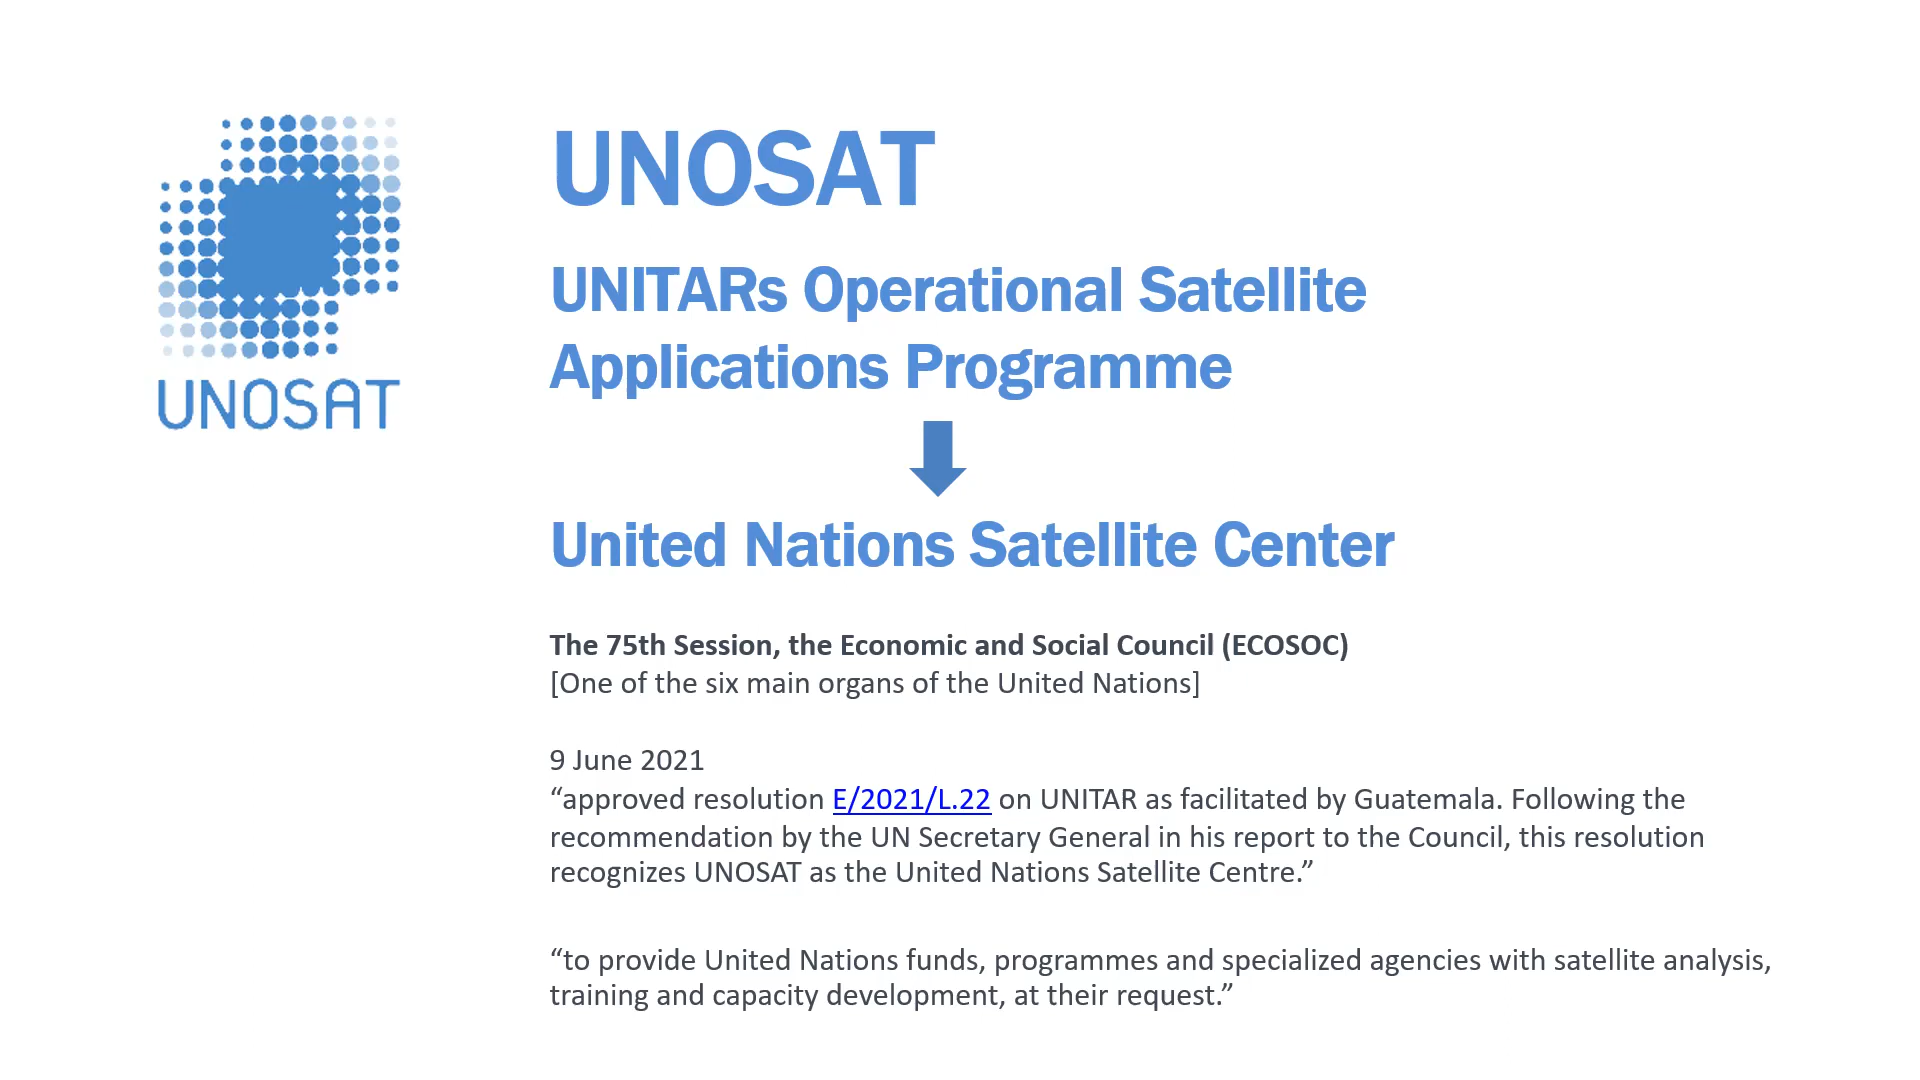 UNOSAT
UNOSAT
UNITARs Operational Satellite
Applications Programme
United Nations Satellite Center
The 75th Session, the Economic and Social Council (ECOSOC)
[One of the six main organs of the United Nations]
9 June 2021
“approved resolution E/2021/L.22 on UNITAR as facilitated by Guatemala. Following the
recommendation by the UN Secretary General in his report to the Council, this resolution
recognizes UNOSAT as the United Nations Satellite Centre.”
“to provide United Nations funds, programmes and specialized agencies with satellite analysis,
training and capacity development, at their request.”